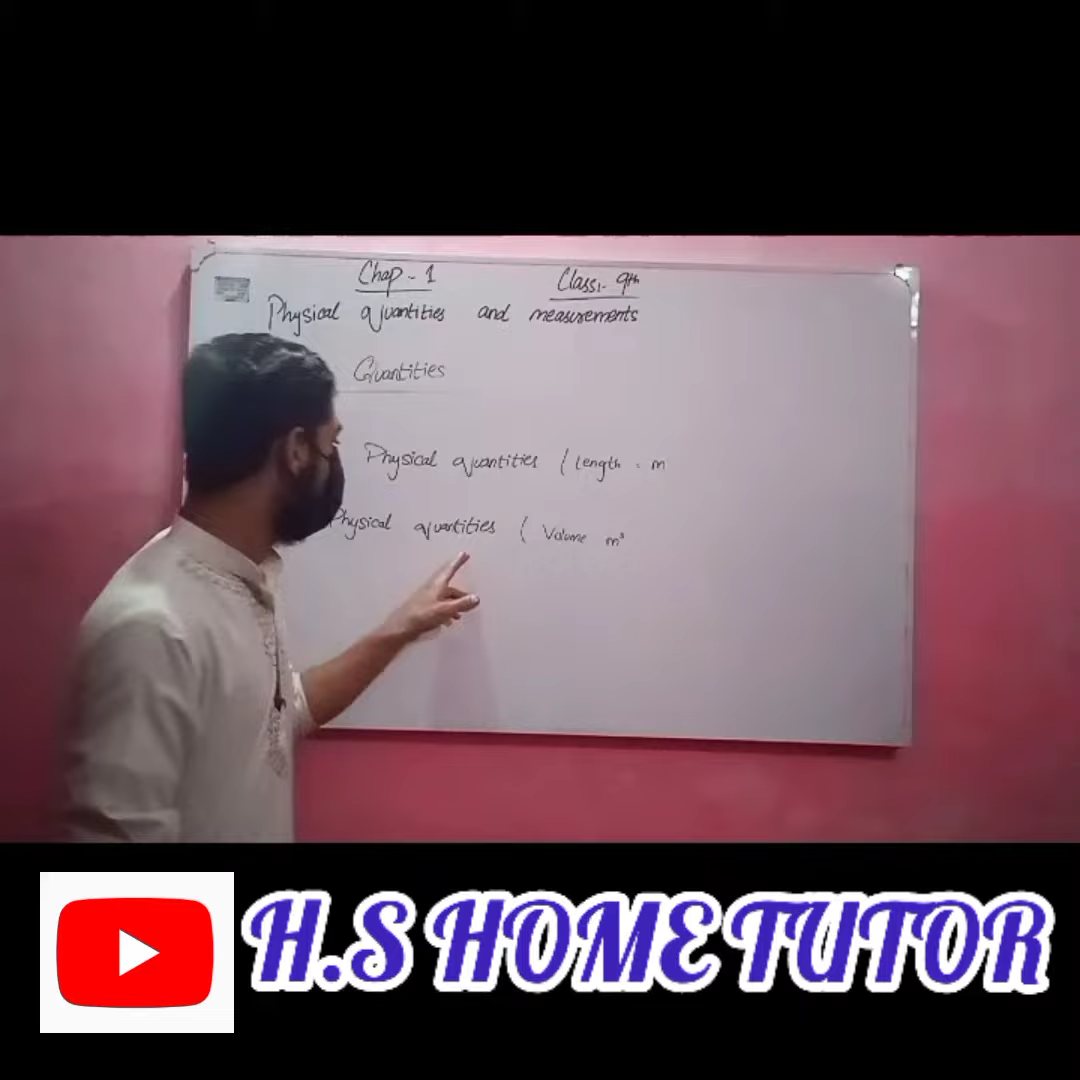 Chap - 1 Class:- 9th
Physical quantities and measurements
Quantities
Physical quantities ( Length = m
Physical quantities ( Volume m³
H.S HOME TUTOR